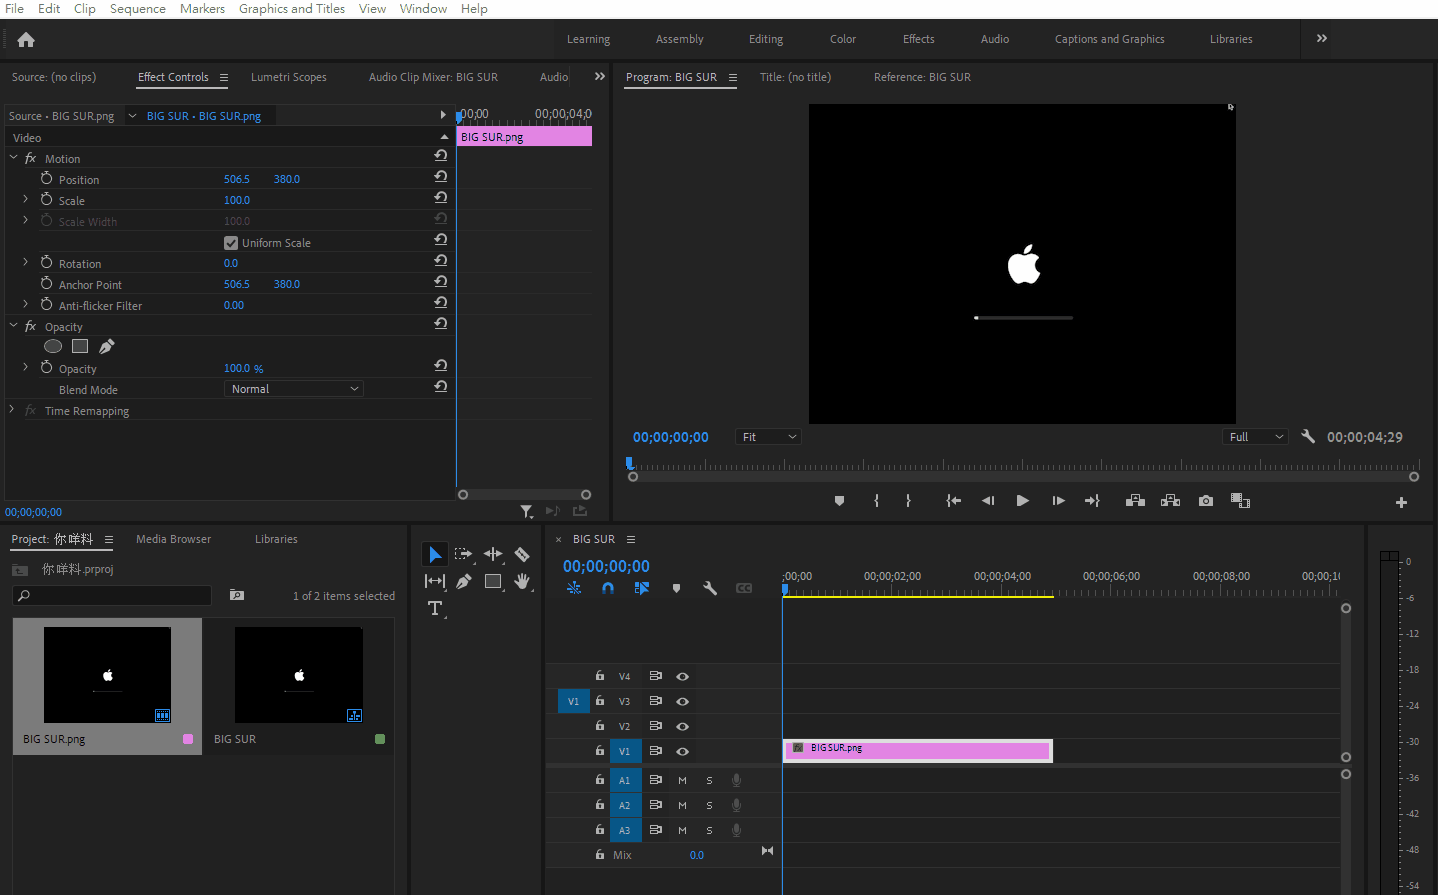 File Edit Clip Sequence Markers Graphics and Titles View Window Help
Learning Assembly Editing Color Effects Audio Captions and Graphics Libraries
Source: (no clips) Effect Controls Lumetri Scopes Audio Clip Mixer: BIG SUR Audio
Program: BIG SUR Title: (no title) Reference: BIG SUR
Source • BIG SUR.png BIG SUR • BIG SUR.png ;00;00 00;00;04;0
Video BIG SUR.png
fx Motion
Position 506.5 380.0
Scale 100.0
Scale Width 100.0
Uniform Scale
Rotation 0.0
Anchor Point 506.5 380.0
Anti-flicker Filter 0.00
fx Opacity
Opacity 100.0 %
Blend Mode Normal
fx Time Remapping
00;00;00;00
00;00;00;00 Fit Full 00;00;04;29
Project: 你咩料 Media Browser Libraries
你咩料.prproj
1 of 2 items selected
BIG SUR.png BIG SUR
T
× BIG SUR
00;00;00;00
;00;00 00;00;02;00 00;00;04;00 00;00;06;00 00;00;08;00 00;00;10
CC
V4
V1 V3
V2
V1 fx BIG SUR.png
A1 M S
A2 M S
A3 M S
Mix 0.0
0
-6
-12
-18
-24
-30
-36
-42
-48
-54